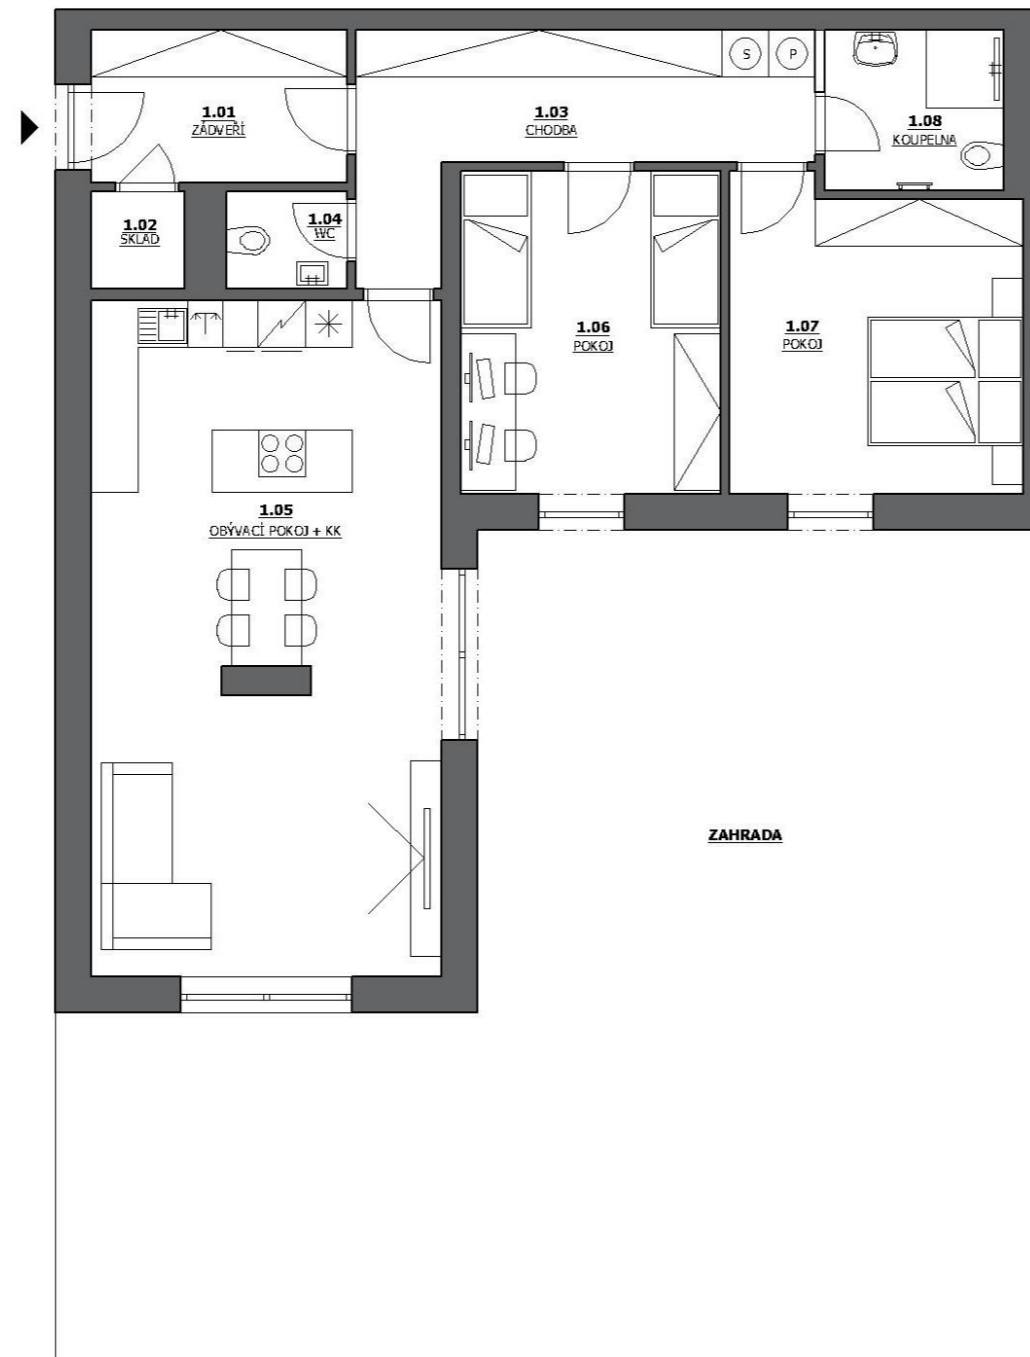 S
P
1.01
ZÁDVEŘÍ
1.03
CHODBA
1.08
KOUPELNA
1.02
SKLAD
1.04
WC
1.06
POKOJ
1.07
POKOJ
1.05
OBÝVACÍ POKOJ + KK
ZAHRADA